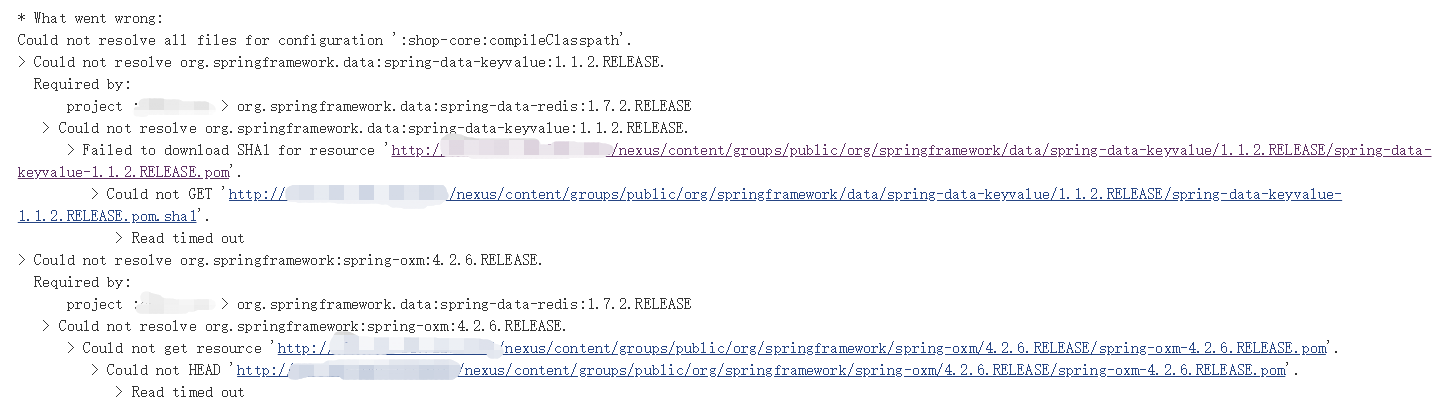 * What went wrong:
Could not resolve all files for configuration ':shop-core:compileClasspath'.
> Could not resolve org.springframework.data:spring-data-keyvalue:1.1.2.RELEASE.
Required by:
project : > org.springframework.data:spring-data-redis:1.7.2.RELEASE
> Could not resolve org.springframework.data:spring-data-keyvalue:1.1.2.RELEASE.
> Failed to download SHA1 for resource 'http:/ /nexus/content/groups/public/org/springframework/data/spring-data-keyvalue/1.1.2.RELEASE/spring-data-
keyvalue-1.1.2.RELEASE.pom'.
> Could not GET 'http:// /nexus/content/groups/public/org/springframework/data/spring-data-keyvalue/1.1.2.RELEASE/spring-data-keyvalue-
1.1.2.RELEASE.pom.sha1'.
> Read timed out
> Could not resolve org.springframework:spring-oxm:4.2.6.RELEASE.
Required by:
project : > org.springframework.data:spring-data-redis:1.7.2.RELEASE
> Could not resolve org.springframework:spring-oxm:4.2.6.RELEASE.
> Could not get resource 'http:/ /nexus/content/groups/public/org/springframework/spring-oxm/4.2.6.RELEASE/spring-oxm-4.2.6.RELEASE.pom'.
> Could not HEAD 'http:/ /nexus/content/groups/public/org/springframework/spring-oxm/4.2.6.RELEASE/spring-oxm-4.2.6.RELEASE.pom'.
> Read timed out